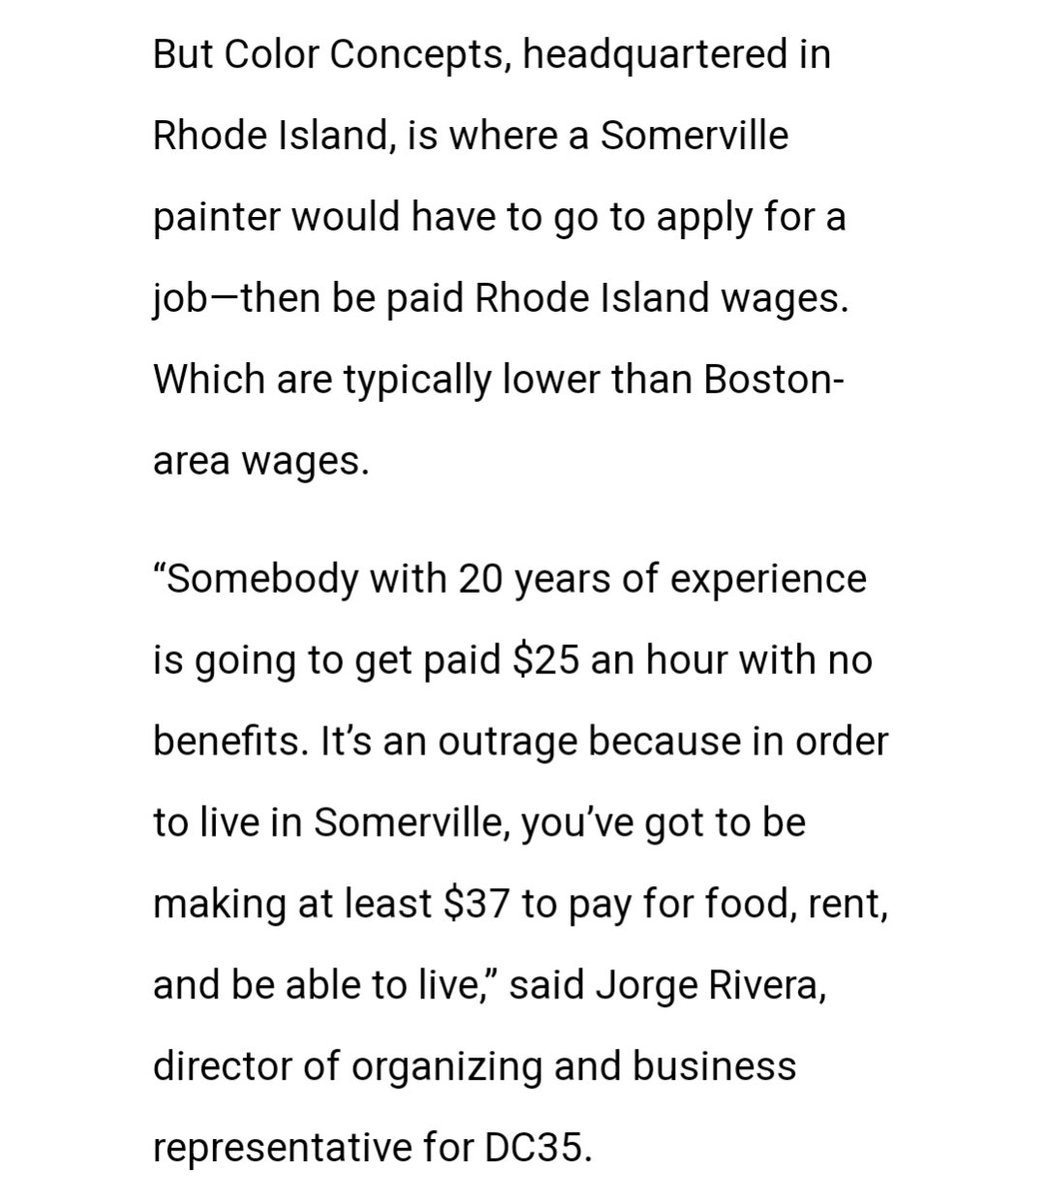 But Color Concepts, headquartered in
Rhode Island, is where a Somerville
painter would have to go to apply for a
job—then be paid Rhode Island wages.
Which are typically lower than Boston-
area wages.
“Somebody with 20 years of experience
is going to get paid $25 an hour with no
benefits. It’s an outrage because in order
to live in Somerville, you’ve got to be
making at least $37 to pay for food, rent,
and be able to live,” said Jorge Rivera,
director of organizing and business
representative for DC35.